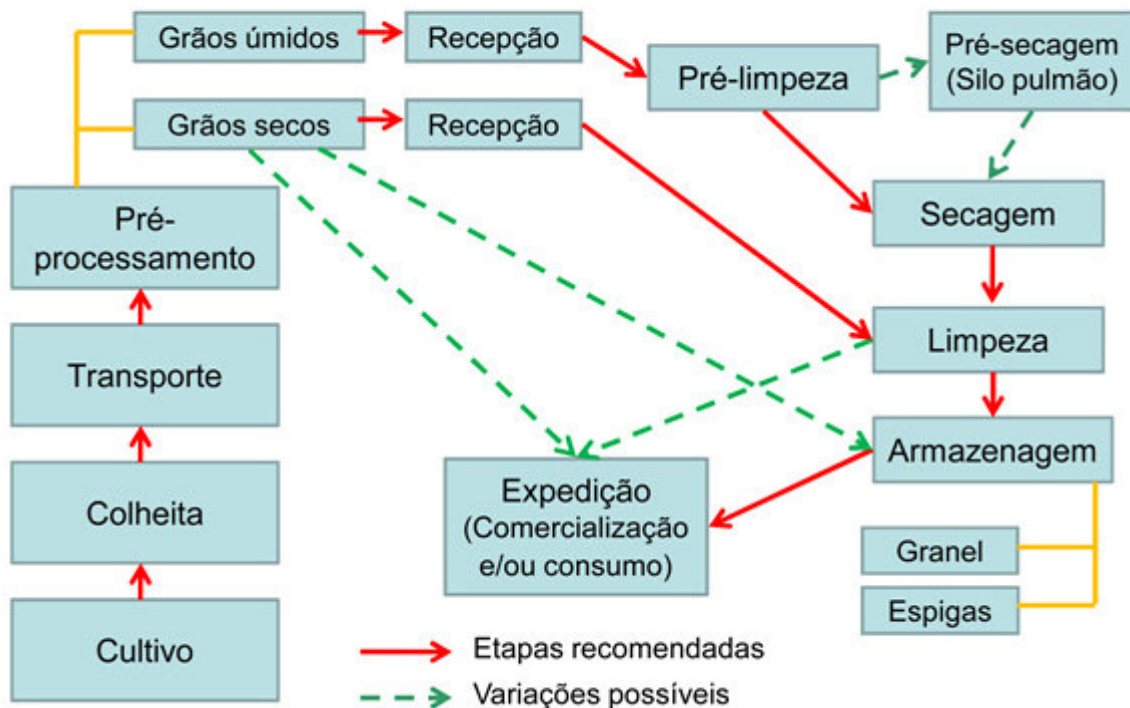 Grãos úmidos
Recepção
Pré-limpeza
Pré-secagem
(Silo pulmão)
Grãos secos
Recepção
Pré-
processamento
Secagem
Transporte
Limpeza
Colheita
Armazenagem
Expedição
(Comercialização
e/ou consumo)
Granel
Espigas
Cultivo
Etapas recomendadas
Variações possíveis